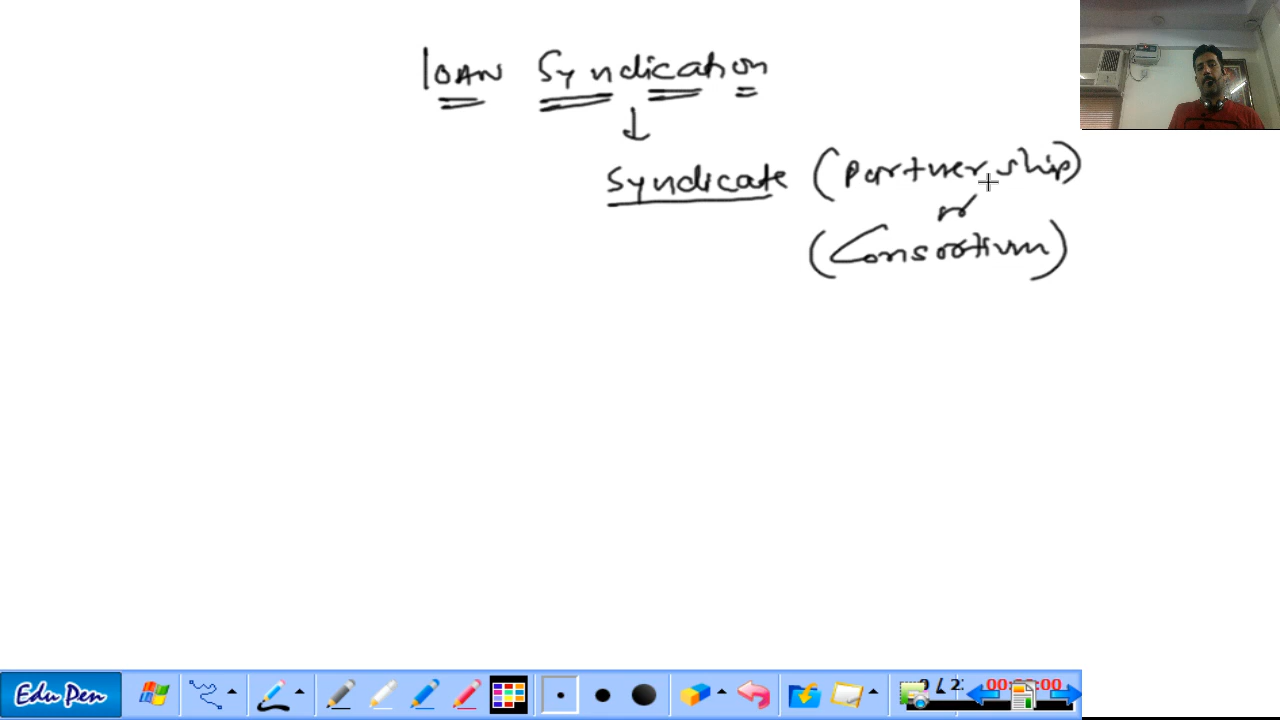 LOAN Syndication
Syndicate (Partnership)
or
(Consortium)
Edu Pen